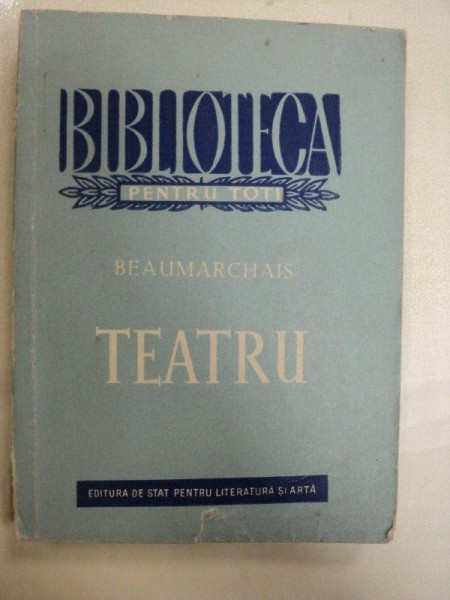 BIBLIOTECA
PENTRU TOȚI
BEAUMARCHAIS
TEATRU
EDITURA DE STAT PENTRU LITERATURĂ ȘI ARTĂ